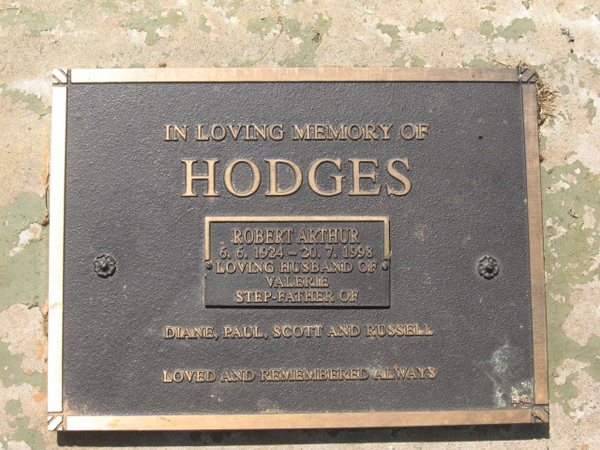 IN LOVING MEMORY OF
HODGES
ROBERT ARTHUR
6. 6. 1924 – 20. 7. 1998
LOVING HUSBAND OF
VALERIE
STEP-FATHER OF
DIANE, PAUL, SCOTT AND RUSSELL
LOVED AND REMEMBERED ALWAYS